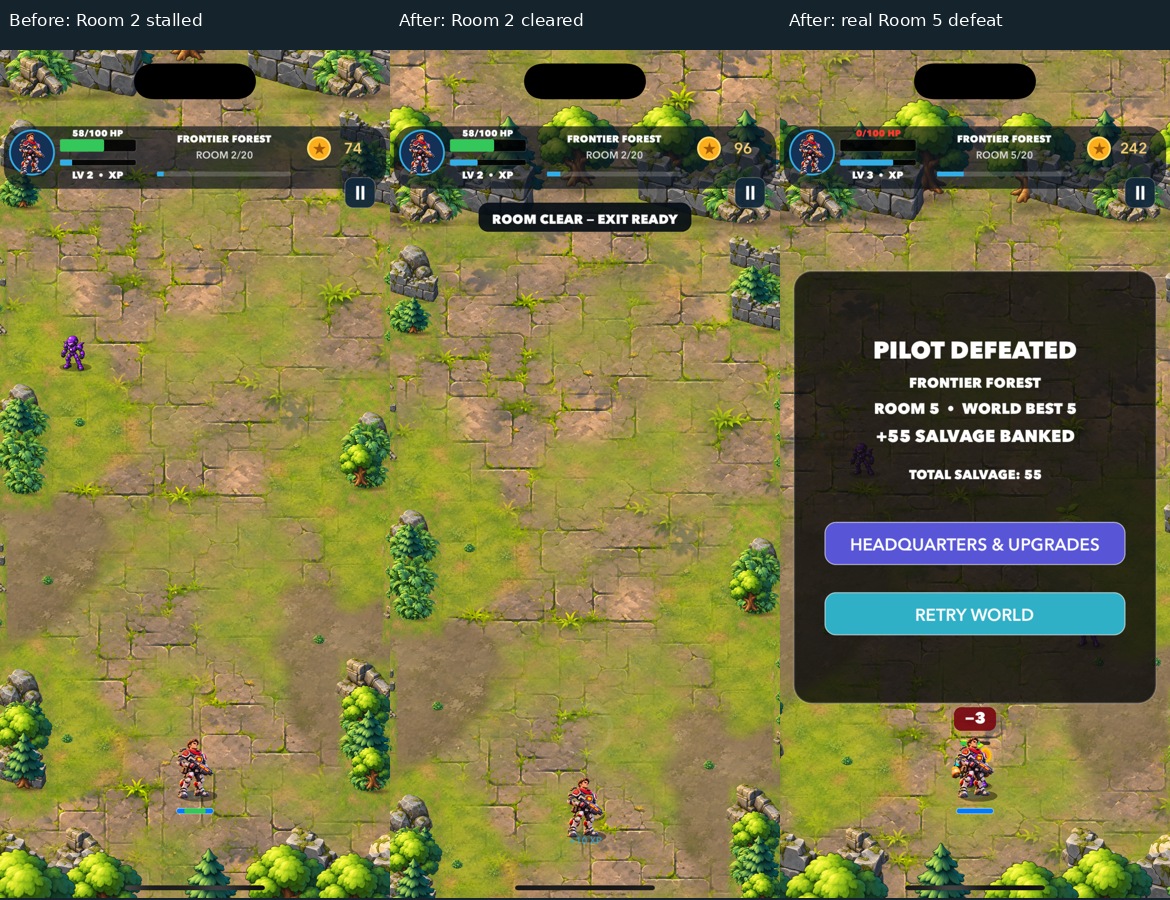 Before: Room 2 stalled
58/100 HP
FRONTIER FOREST
ROOM 2/20
74
LV 2 • XP
After: Room 2 cleared
58/100 HP
FRONTIER FOREST
ROOM 2/20
96
LV 2 • XP
ROOM CLEAR – EXIT READY
After: real Room 5 defeat
0/100 HP
FRONTIER FOREST
ROOM 5/20
242
LV 3 • XP
PILOT DEFEATED
FRONTIER FOREST
ROOM 5 • WORLD BEST 5
+55 SALVAGE BANKED
TOTAL SALVAGE: 55
HEADQUARTERS & UPGRADES
RETRY WORLD
–3